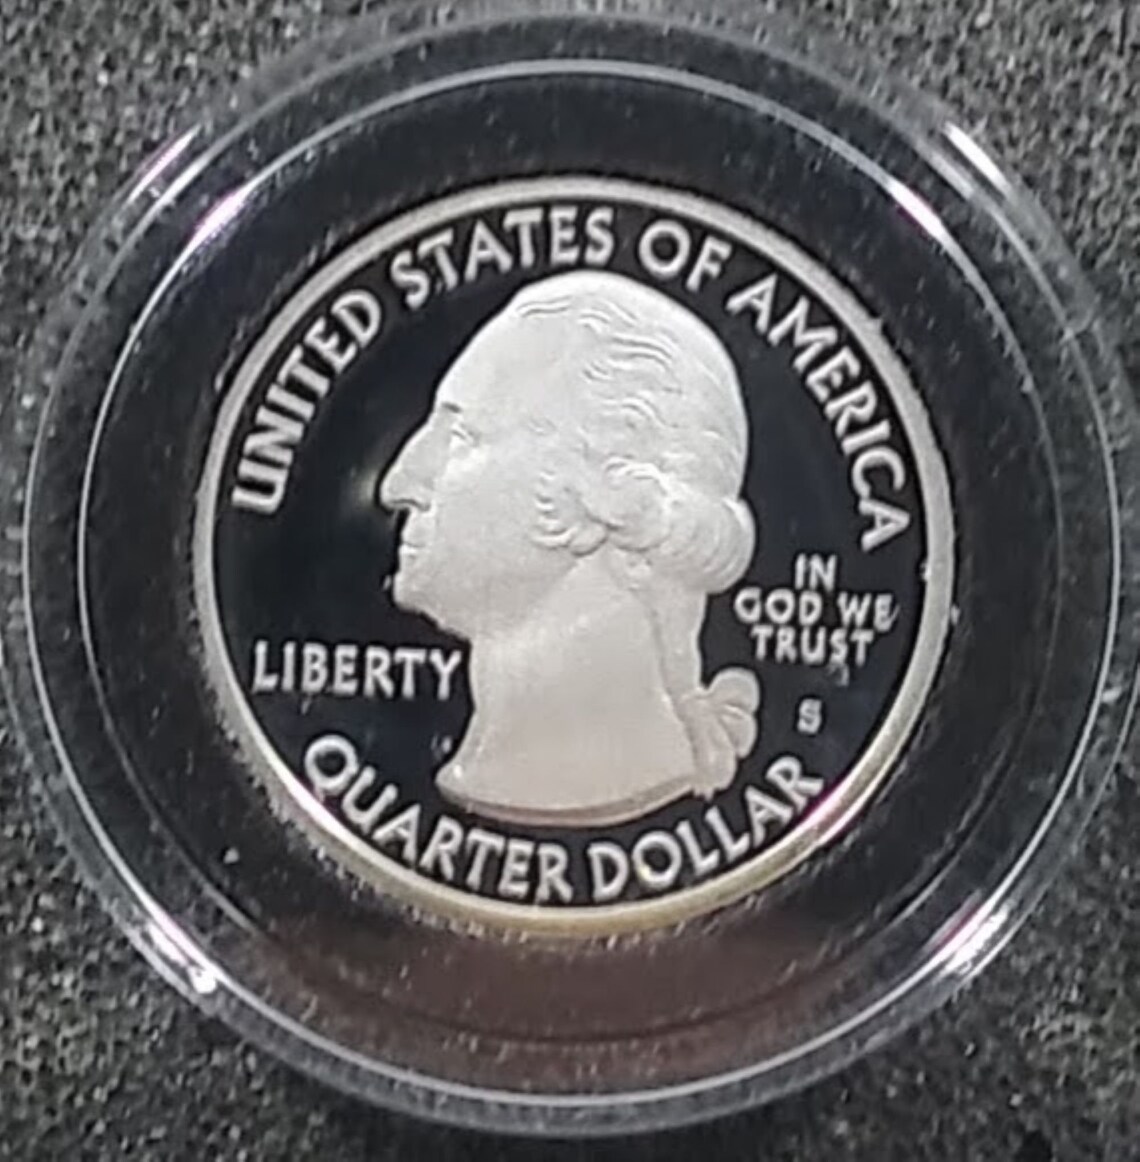 UNITED STATES OF AMERICA
IN
GOD WE
TRUST
LIBERTY
S
QUARTER DOLLAR